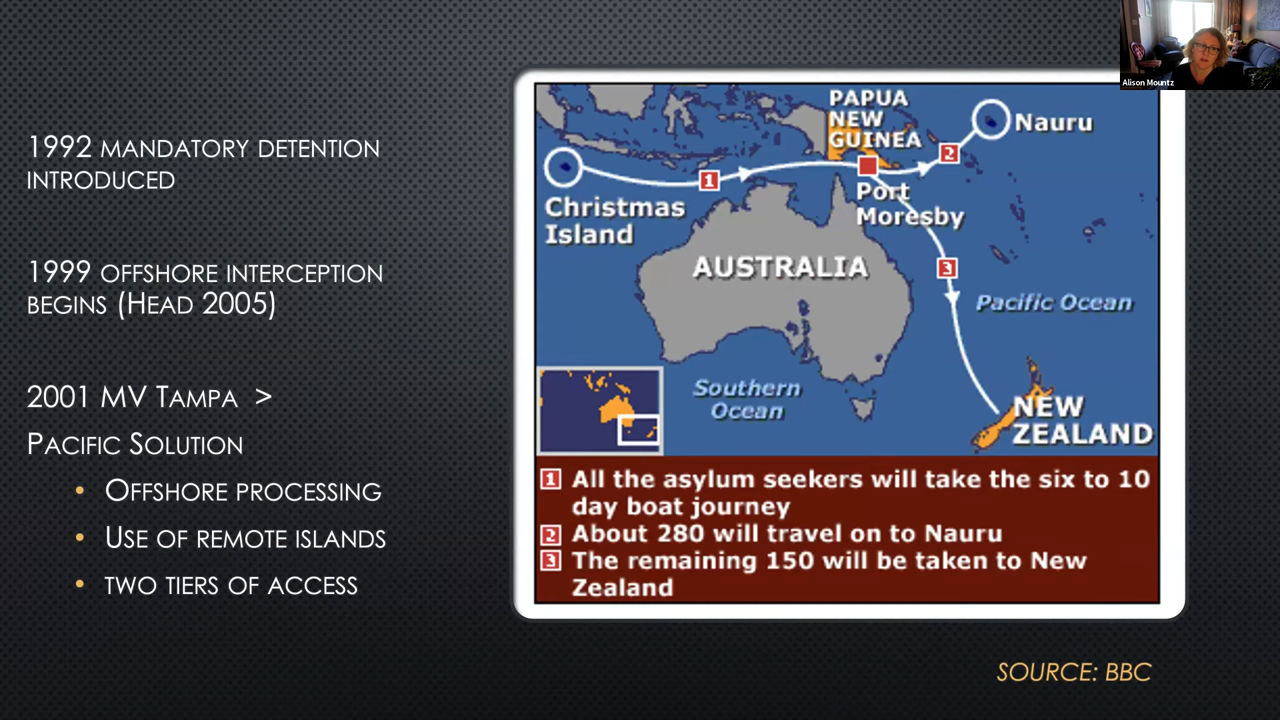 Alison Mountz
1992 MANDATORY DETENTION
INTRODUCED
1999 OFFSHORE INTERCEPTION
BEGINS (HEAD 2005)
2001 MV TAMPA >
PACIFIC SOLUTION
• OFFSHORE PROCESSING
• USE OF REMOTE ISLANDS
• TWO TIERS OF ACCESS
PAPUA
NEW
GUINEA
Nauru
2
1
Christmas
Island
Port
Moresby
AUSTRALIA
3
Pacific Ocean
Southern
Ocean
NEW
ZEALAND
1 All the asylum seekers will take the six to 10
day boat journey
2 About 280 will travel on to Nauru
3 The remaining 150 will be taken to New
Zealand
SOURCE: BBC